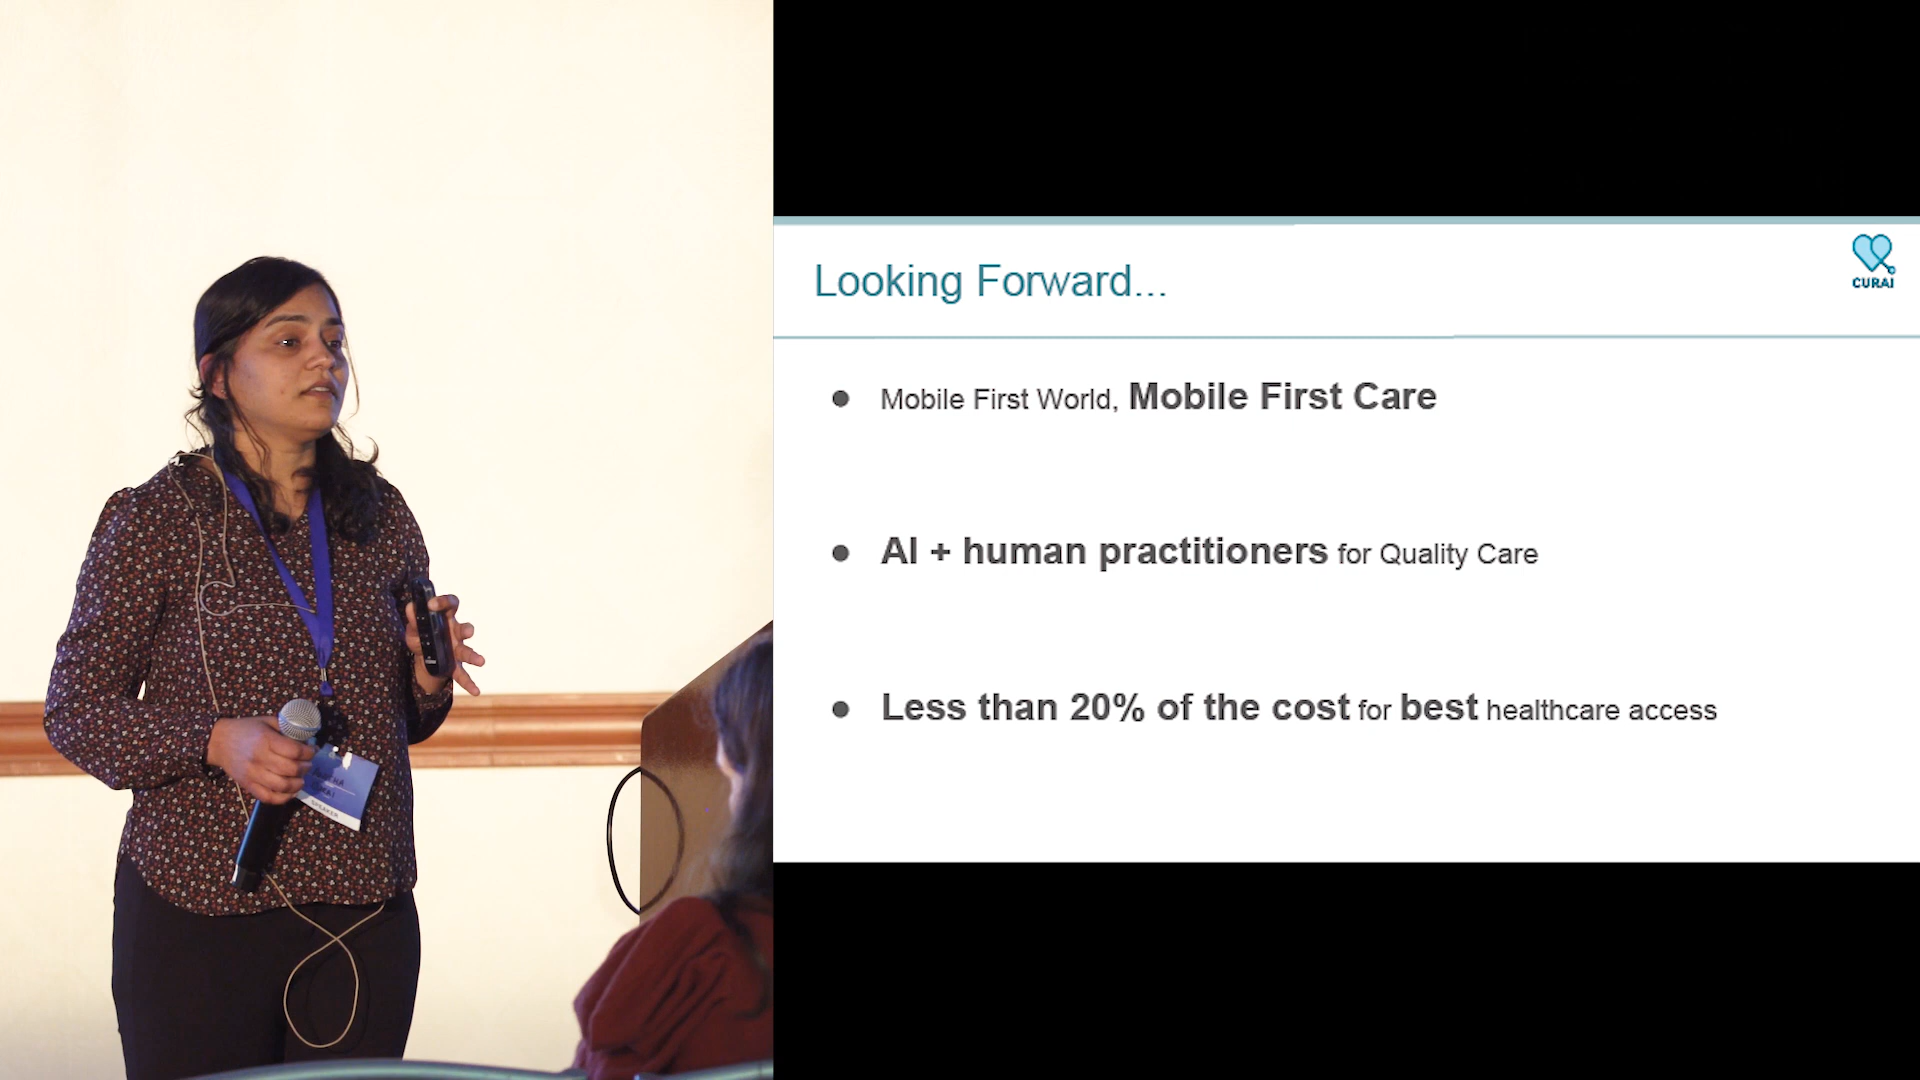 Looking Forward...
CURAI
● Mobile First World, Mobile First Care
● AI + human practitioners for Quality Care
● Less than 20% of the cost for best healthcare access
SPEAKER